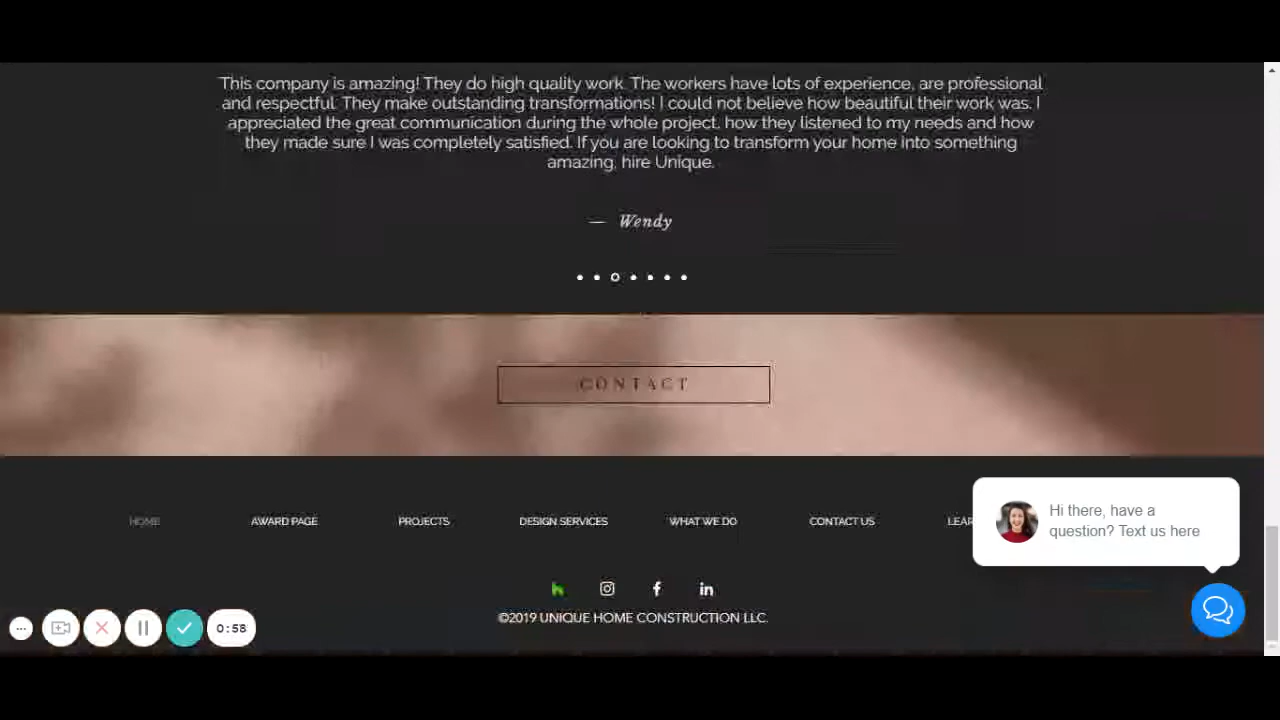 This company is amazing! They do high quality work. The workers have lots of experience, are professional
and respectful. They make outstanding transformations! I could not believe how beautiful their work was. I
appreciated the great communication during the whole project, how they listened to my needs and how
they made sure I was completely satisfied. If you are looking to transform your home into something
amazing, hire Unique.
— Wendy
CONTACT
HOME AWARD PAGE PROJECTS DESIGN SERVICES WHAT WE DO CONTACT US
Hi there, have a
question? Text us here
©2019 UNIQUE HOME CONSTRUCTION LLC.
0:58